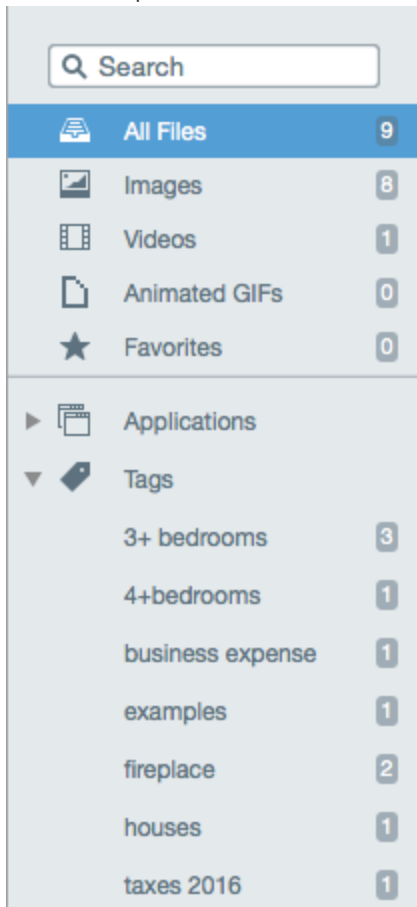 Search
All Files 9
Images 8
Videos 1
Animated GIFs 0
Favorites 0
Applications
Tags
3+ bedrooms 3
4+bedrooms 1
business expense 1
examples 1
fireplace 2
houses 1
taxes 2016 1